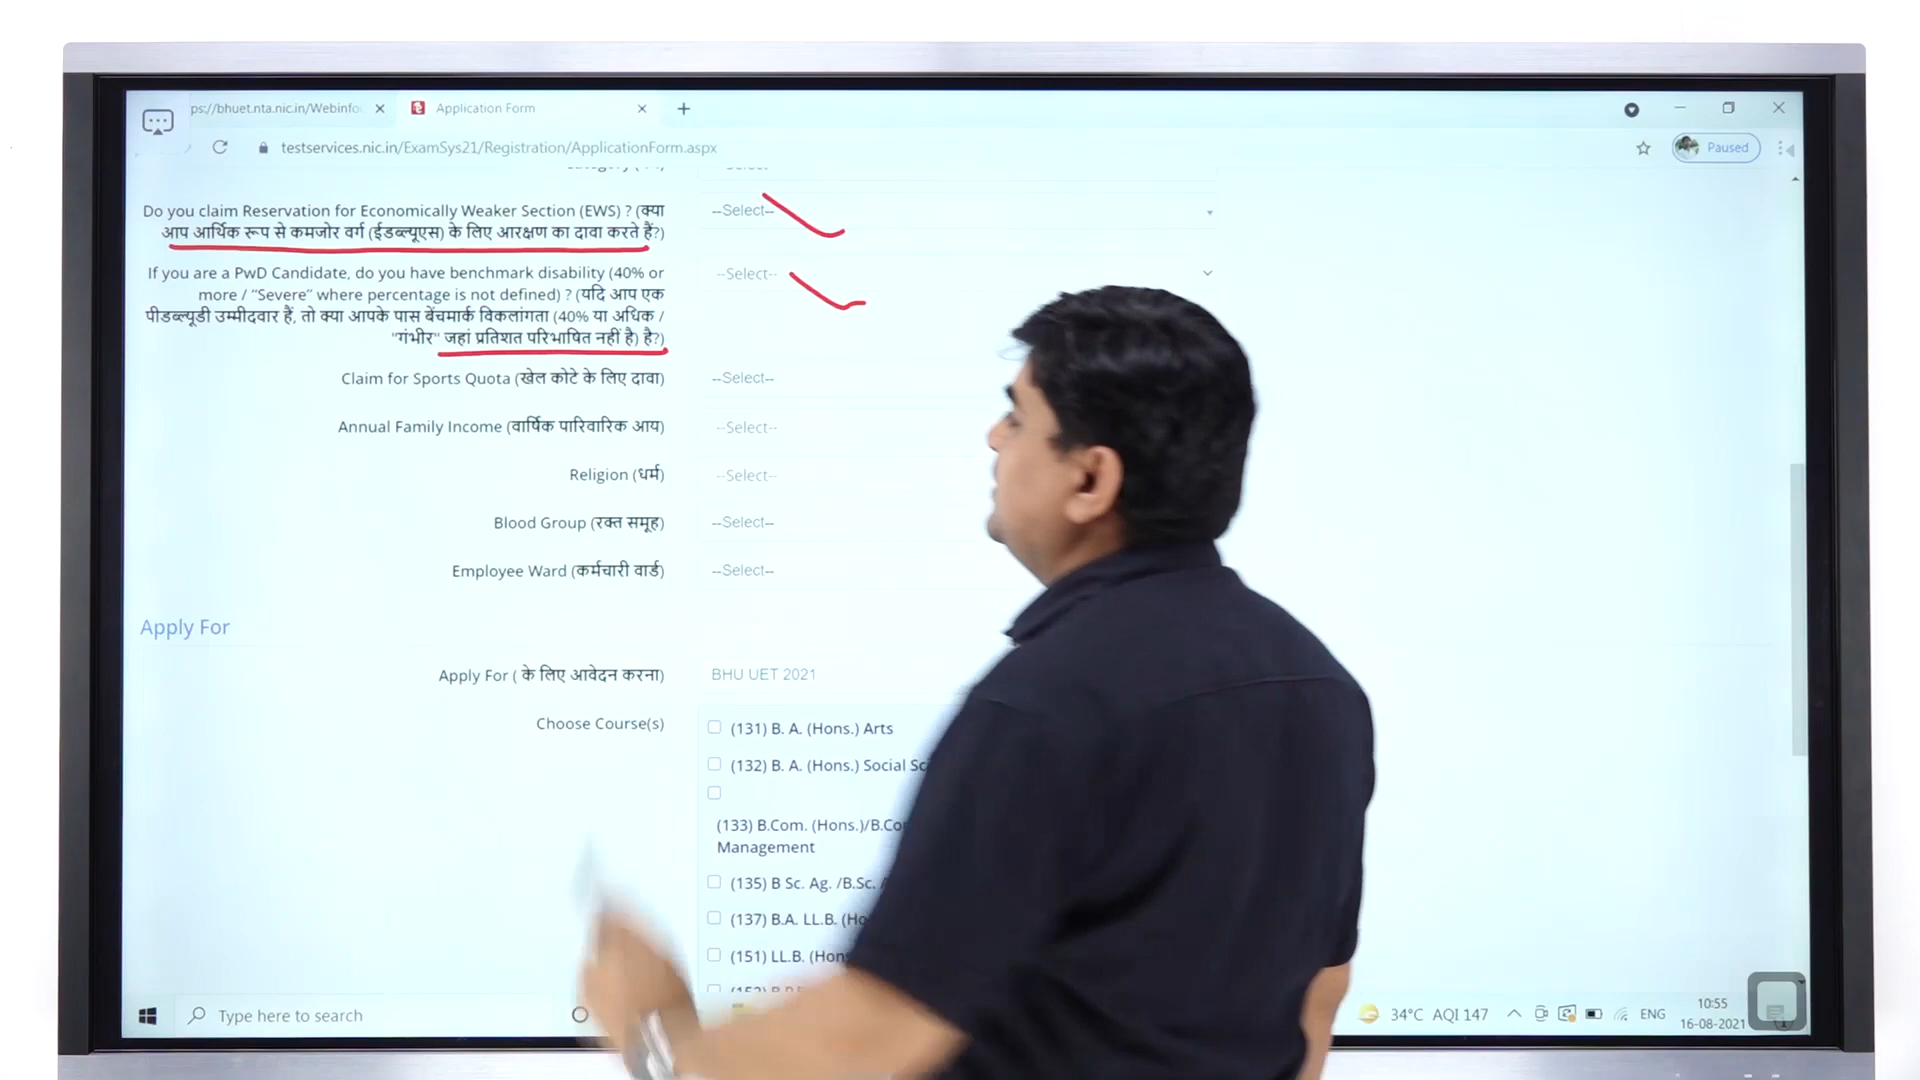 ps://bhuet.nta.nic.in/Webinfo
Application Form
testservices.nic.in/ExamSys21/Registration/ApplicationForm.aspx
Paused
Do you claim Reservation for Economically Weaker Section (EWS) ? (क्या
आप आर्थिक रूप से कमजोर वर्ग (ईडब्ल्यूएस) के लिए आरक्षण का दावा करते हैं?)
--Select--
If you are a PwD Candidate, do you have benchmark disability (40% or
more / "Severe" where percentage is not defined) ? (यदि आप एक
पीडब्ल्यूडी उम्मीदवार हैं, तो क्या आपके पास बेंचमार्क विकलांगता (40% या अधिक /
"गंभीर" जहां प्रतिशत परिभाषित नहीं है) है?)
--Select--
Claim for Sports Quota (खेल कोटे के लिए दावा)
--Select--
Annual Family Income (वार्षिक पारिवारिक आय)
--Select--
Religion (धर्म)
--Select--
Blood Group (रक्त समूह)
--Select--
Employee Ward (कर्मचारी वार्ड)
--Select--
Apply For
Apply For ( के लिए आवेदन करना)
BHU UET 2021
Choose Course(s)
(131) B. A. (Hons.) Arts
(132) B. A. (Hons.) Social Sc
(133) B.Com. (Hons.)/B.Co
Management
(135) B Sc. Ag. /B.Sc.
(137) B.A. LL.B. (Ho
(151) LL.B. (Hon
Type here to search
34°C AQI 147
ENG
10:55
16-08-2021